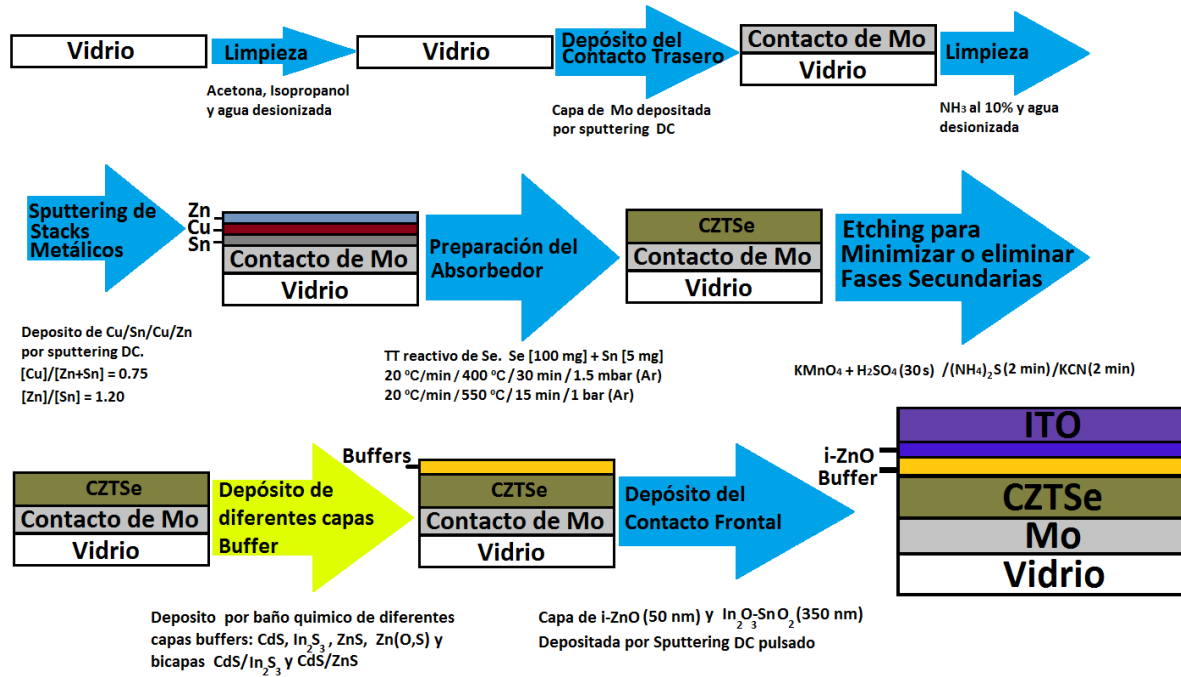 Vidrio
Limpieza
Acetona, Isopropanol
y agua desionizada
Vidrio
Depósito del
Contacto Trasero
Capa de Mo depositada
por sputtering DC
Contacto de Mo
Vidrio
Limpieza
NH₃ al 10% y agua
desionizada
Sputtering de
Stacks
Metálicos
Deposito de Cu/Sn/Cu/Zn
por sputtering DC.
[Cu]/[Zn+Sn] = 0.75
[Zn]/[Sn] = 1.20
Zn
Cu
Sn
Contacto de Mo
Vidrio
Preparación del
Absorbedor
TT reactivo de Se. Se [100 mg] + Sn [5 mg]
20 ºC/min / 400 ºC / 30 min / 1.5 mbar (Ar)
20 ºC/min / 550 ºC / 15 min / 1 bar (Ar)
CZTSe
Contacto de Mo
Vidrio
Etching para
Minimizar o eliminar
Fases Secundarias
KMnO₄ + H₂SO₄ (30 s) /(NH₄)₂S (2 min)/KCN (2 min)
CZTSe
Contacto de Mo
Vidrio
Depósito de
diferentes capas
Buffer
Deposito por baño quimico de diferentes
capas buffers: CdS, In₂S₃ , ZnS, Zn(O,S) y
bicapas CdS/In₂S₃ y CdS/ZnS
Buffers
CZTSe
Contacto de Mo
Vidrio
Depósito del
Contacto Frontal
Capa de i-ZnO (50 nm) y In₂O₃-SnO₂ (350 nm)
Depositada por Sputtering DC pulsado
ITO
i-ZnO
Buffer
CZTSe
Mo
Vidrio